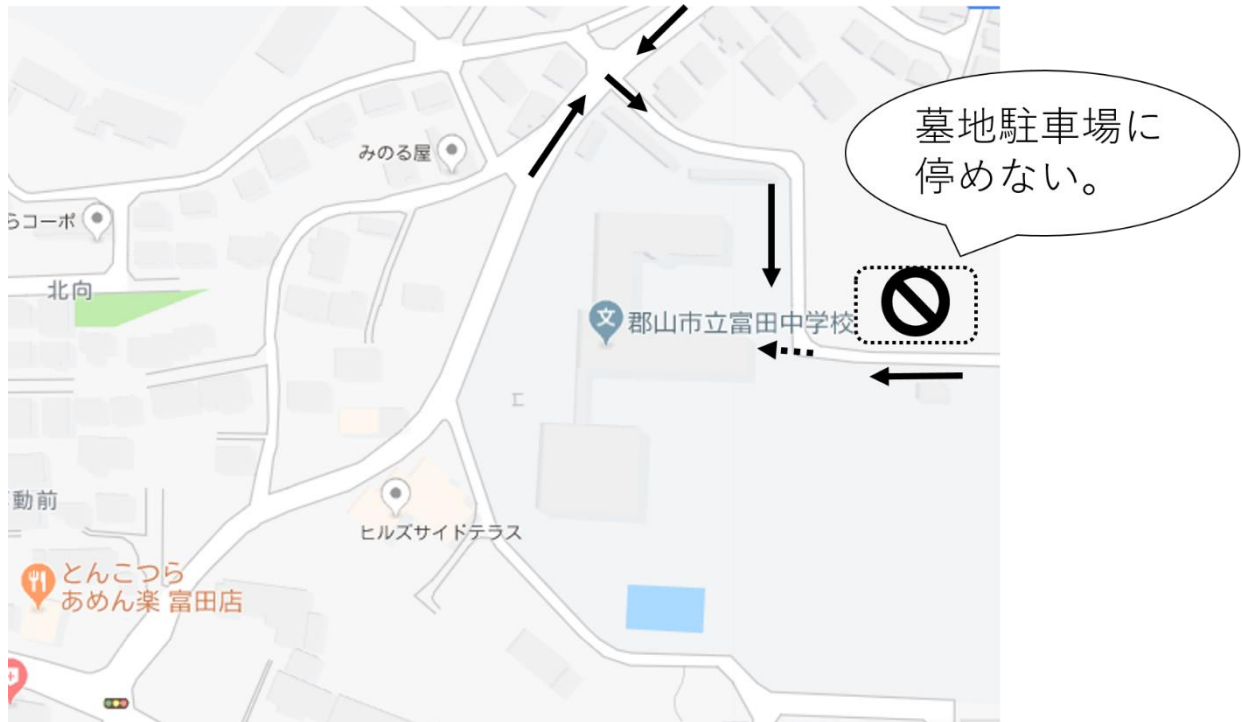 墓地駐車場に
停めない。
みのる屋
らコーポ
北向
文
郡山市立富田中学校
動前
ヒルズサイドテラス
とんこつら
あめん楽 富田店